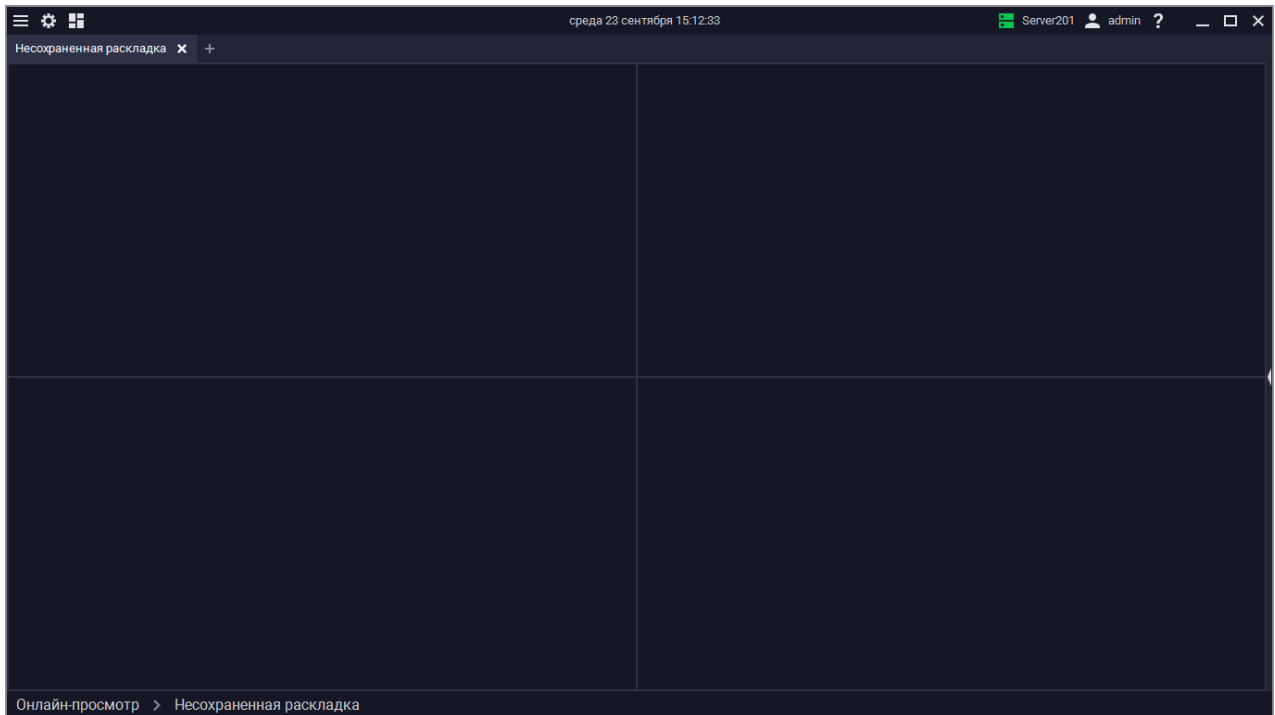 среда 23 сентября 15:12:33 Server201 admin ?
Несохраненная раскладка
Онлайн-просмотр > Несохраненная раскладка